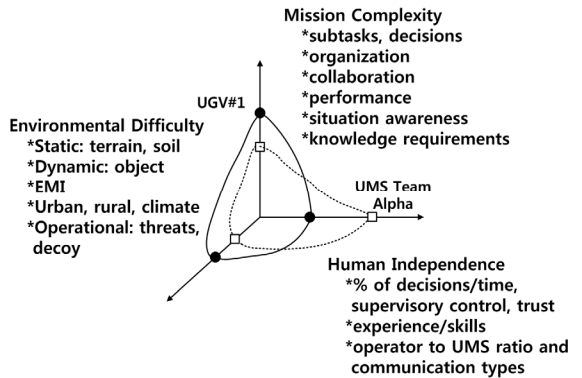 Mission Complexity
*subtasks, decisions
*organization
*collaboration
*performance
*situation awareness
*knowledge requirements
UGV#1
Environmental Difficulty
*Static: terrain, soil
*Dynamic: object
*EMI
*Urban, rural, climate
*Operational: threats,
decoy
UMS Team
Alpha
Human Independence
*% of decisions/time,
supervisory control, trust
*experience/skills
*operator to UMS ratio and
communication types